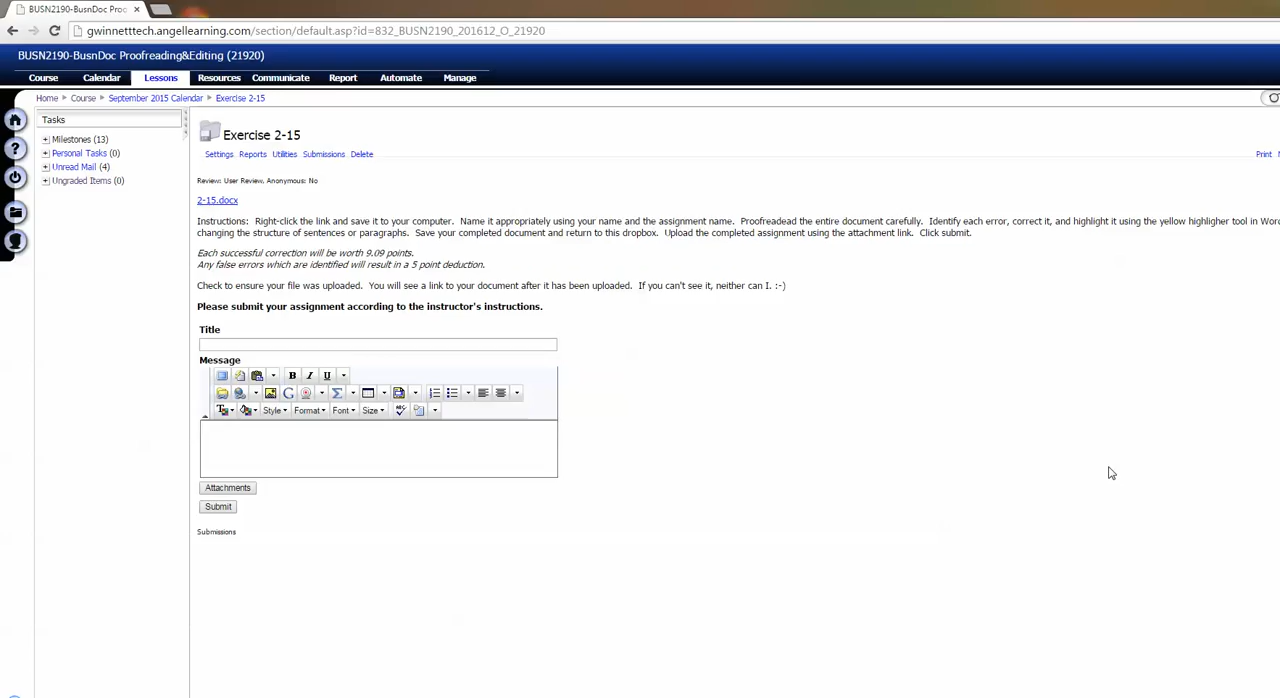 BUSN2190-BusnDoc Proo
gwinnetttech.angellearning.com/section/default.asp?id=832_BUSN2190_201612_O_21920
BUSN2190-BusnDoc Proofreading&Editing (21920)
Course Calendar Lessons Resources Communicate Report Automate Manage
Home Course September 2015 Calendar Exercise 2-15
Tasks
Milestones (13)
Personal Tasks (0)
Unread Mail (4)
Ungraded Items (0)
Exercise 2-15
Settings Reports Utilities Submissions Delete
Print
Review: User Review, Anonymous: No
2-15.docx
Instructions: Right-click the link and save it to your computer. Name it appropriately using your name and the assignment name. Proofreadead the entire document carefully. Identify each error, correct it, and highlight it using the yellow highligher tool in Word
changing the structure of sentences or paragraphs. Save your completed document and return to this dropbox. Upload the completed assignment using the attachment link. Click submit.
Each successful correction will be worth 9.09 points.
Any false errors which are identified will result in a 5 point deduction.
Check to ensure your file was uploaded. You will see a link to your document after it has been uploaded. If you can't see it, neither can I. :-)
Please submit your assignment according to the instructor's instructions.
Title
Message
B I U
Style Format Font Size
Attachments
Submit
Submissions